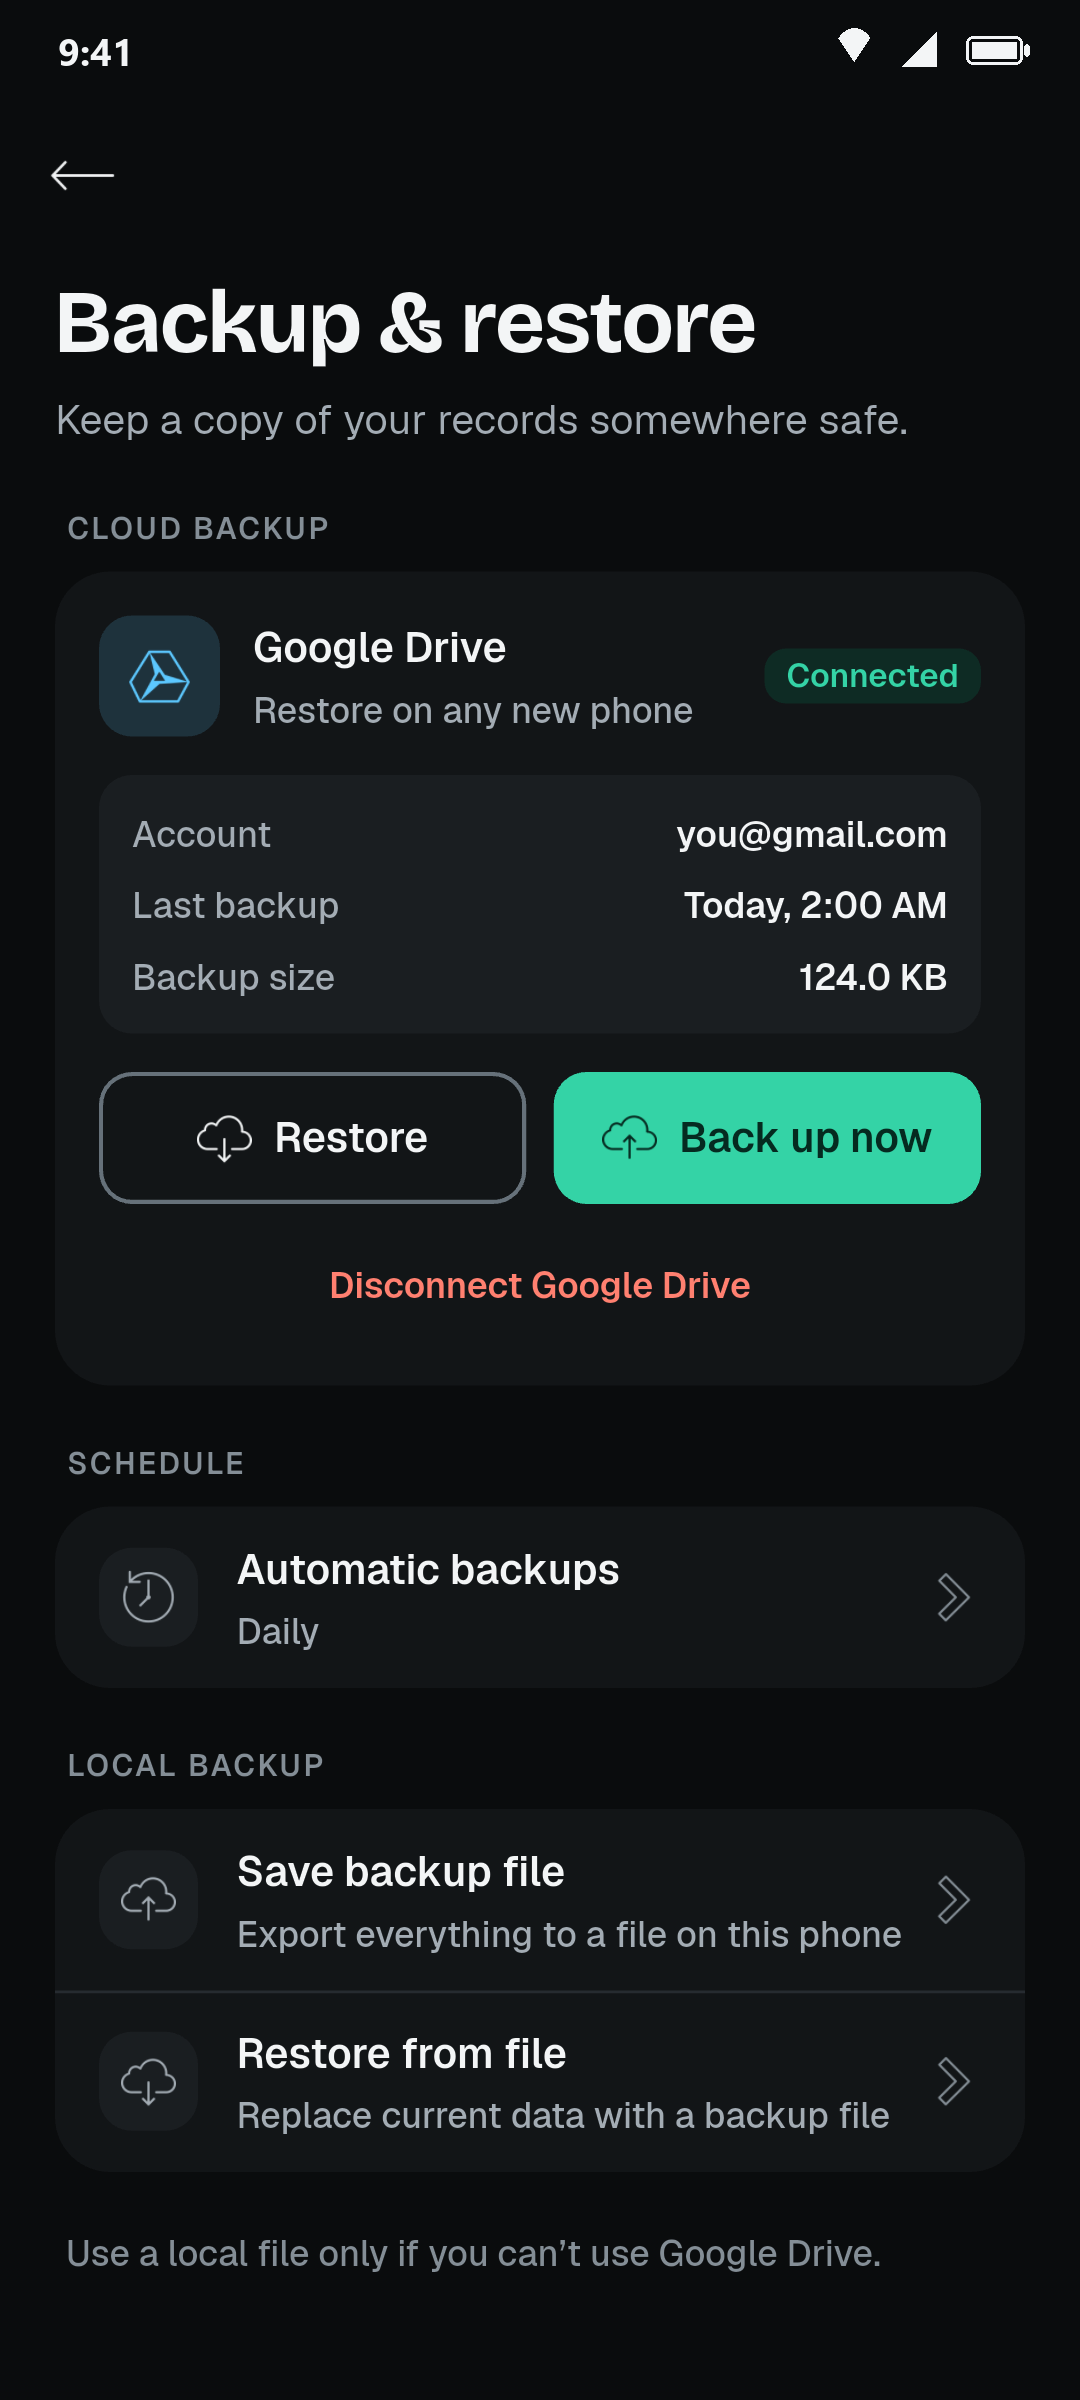 9:41
Backup & restore
Keep a copy of your records somewhere safe.
CLOUD BACKUP
Google Drive
Restore on any new phone
Connected
Account
you@gmail.com
Last backup
Today, 2:00 AM
Backup size
124.0 KB
Restore
Back up now
Disconnect Google Drive
SCHEDULE
Automatic backups
Daily
LOCAL BACKUP
Save backup file
Export everything to a file on this phone
Restore from file
Replace current data with a backup file
Use a local file only if you can’t use Google Drive.